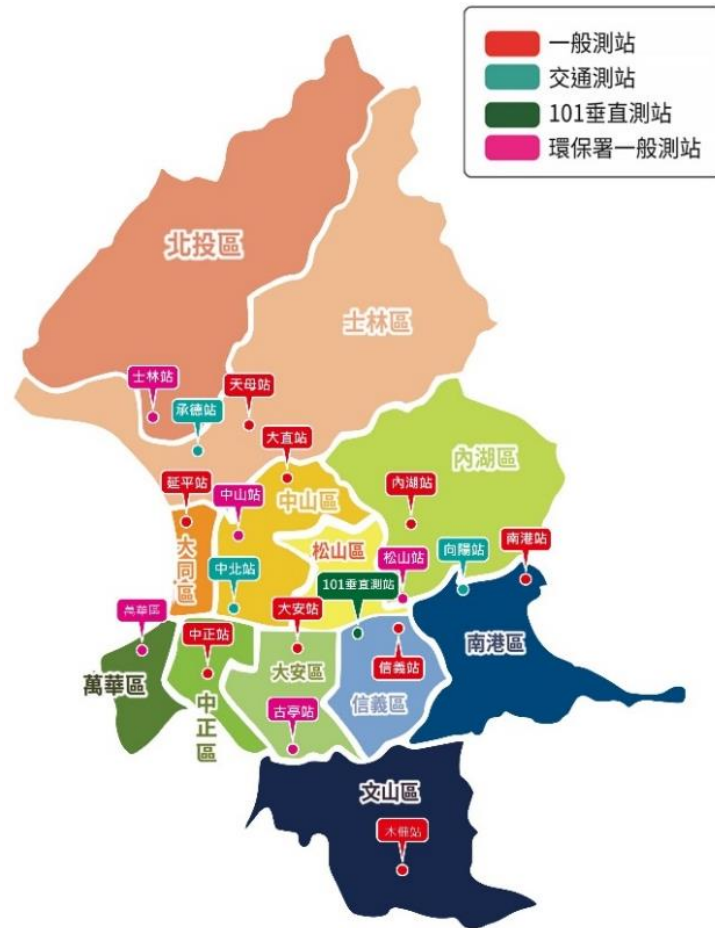 一般測站
交通測站
101垂直測站
環保署一般測站
北投區
士林區
士林站
天母站
承德站
大直站
內湖區
延平站
中山站
中山區
內湖站
大同區
松山區
松山站
向陽站
南港站
中北站
101垂直測站
萬華區
大安站
中正站
南港區
大安區
信義站
萬華區
中正區
信義區
古亭站
文山區
木柵站